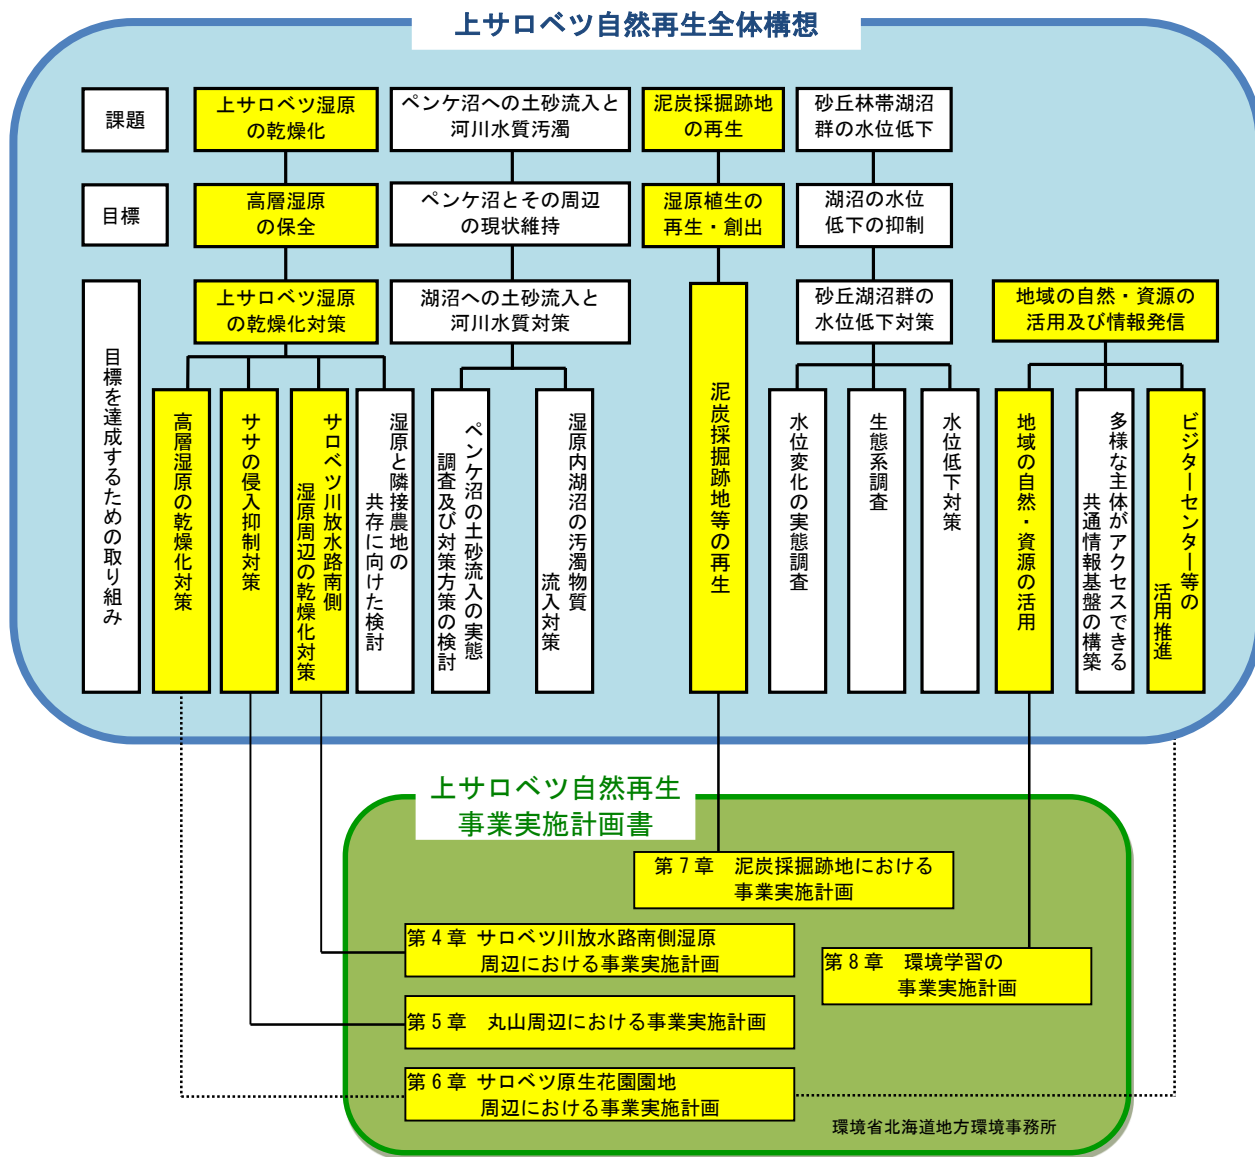 上サロベツ自然再生全体構想
課題
上サロベツ湿原
の乾燥化
ペンケ沼への土砂流入と
河川水質汚濁
泥炭採掘跡地
の再生
砂丘林帯湖沼
群の水位低下
目標
高層湿原
の保全
ペンケ沼とその周辺
の現状維持
湿原植生の
再生・創出
湖沼の水位
低下の抑制
目標を達成するための取り組み
上サロベツ湿原
の乾燥化対策
湖沼への土砂流入と
河川水質対策
砂丘湖沼群の
水位低下対策
地域の自然・資源の
活用及び情報発信
高層湿原の乾燥化対策
ササの侵入抑制対策
サロベツ川放水路南側
湿原周辺の乾燥化対策
湿原と隣接農地の
共存に向けた検討
ペンケ沼の土砂流入の実態
調査及び対策方策の検討
湿原内湖沼の汚濁物質
流入対策
泥炭採掘跡地等の再生
水位変化の実態調査
生態系調査
水位低下対策
地域の自然・資源の活用
多様な主体がアクセスできる
共通情報基盤の構築
ビジターセンター等の
活用推進
上サロベツ自然再生
事業実施計画書
第7章 泥炭採掘跡地における
事業実施計画
第4章 サロベツ川放水路南側湿原
周辺における事業実施計画
第8章 環境学習の
事業実施計画
第5章 丸山周辺における事業実施計画
第6章 サロベツ原生花園園地
周辺における事業実施計画
環境省北海道地方環境事務所